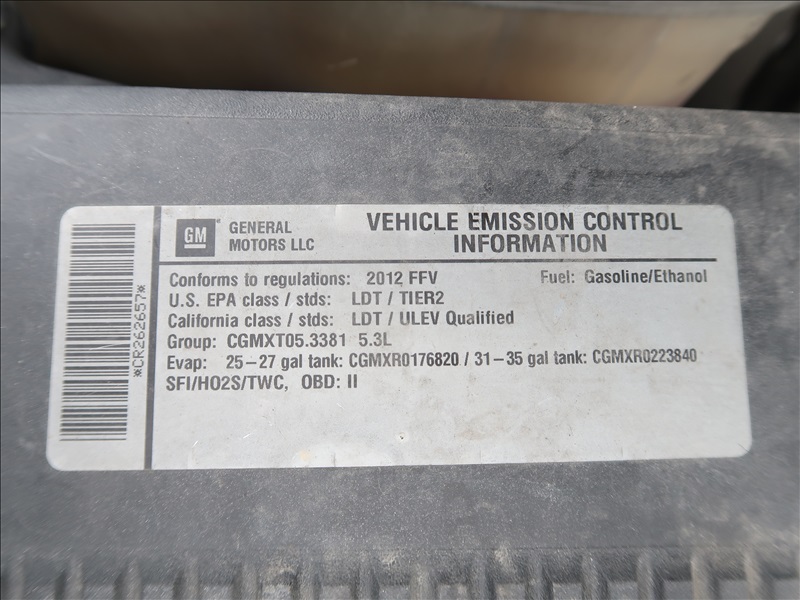 *CR262657*
GM
GENERAL
MOTORS LLC
VEHICLE EMISSION CONTROL
INFORMATION
Conforms to regulations: 2012 FFV Fuel: Gasoline/Ethanol
U.S. EPA class / stds: LDT / TIER2
California class / stds: LDT / ULEV Qualified
Group: CGMXT05.3381 5.3L
Evap: 25-27 gal tank: CGMXR0176820 / 31-35 gal tank: CGMXR0223840
SFI/HO2S/TWC, OBD: II